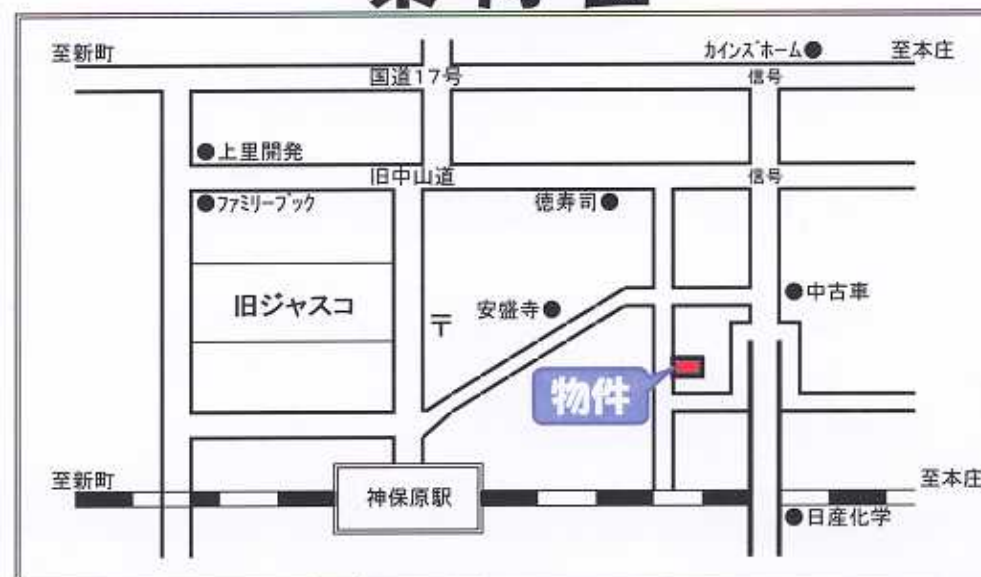 案内図
至新町
カインズホーム
至本庄
国道17号
信号
上里開発
旧中山道
信号
ファミリーブック
徳寿司
旧ジャスコ
〒
安盛寺
中古車
物件
至新町
神保原駅
至本庄
日産化学